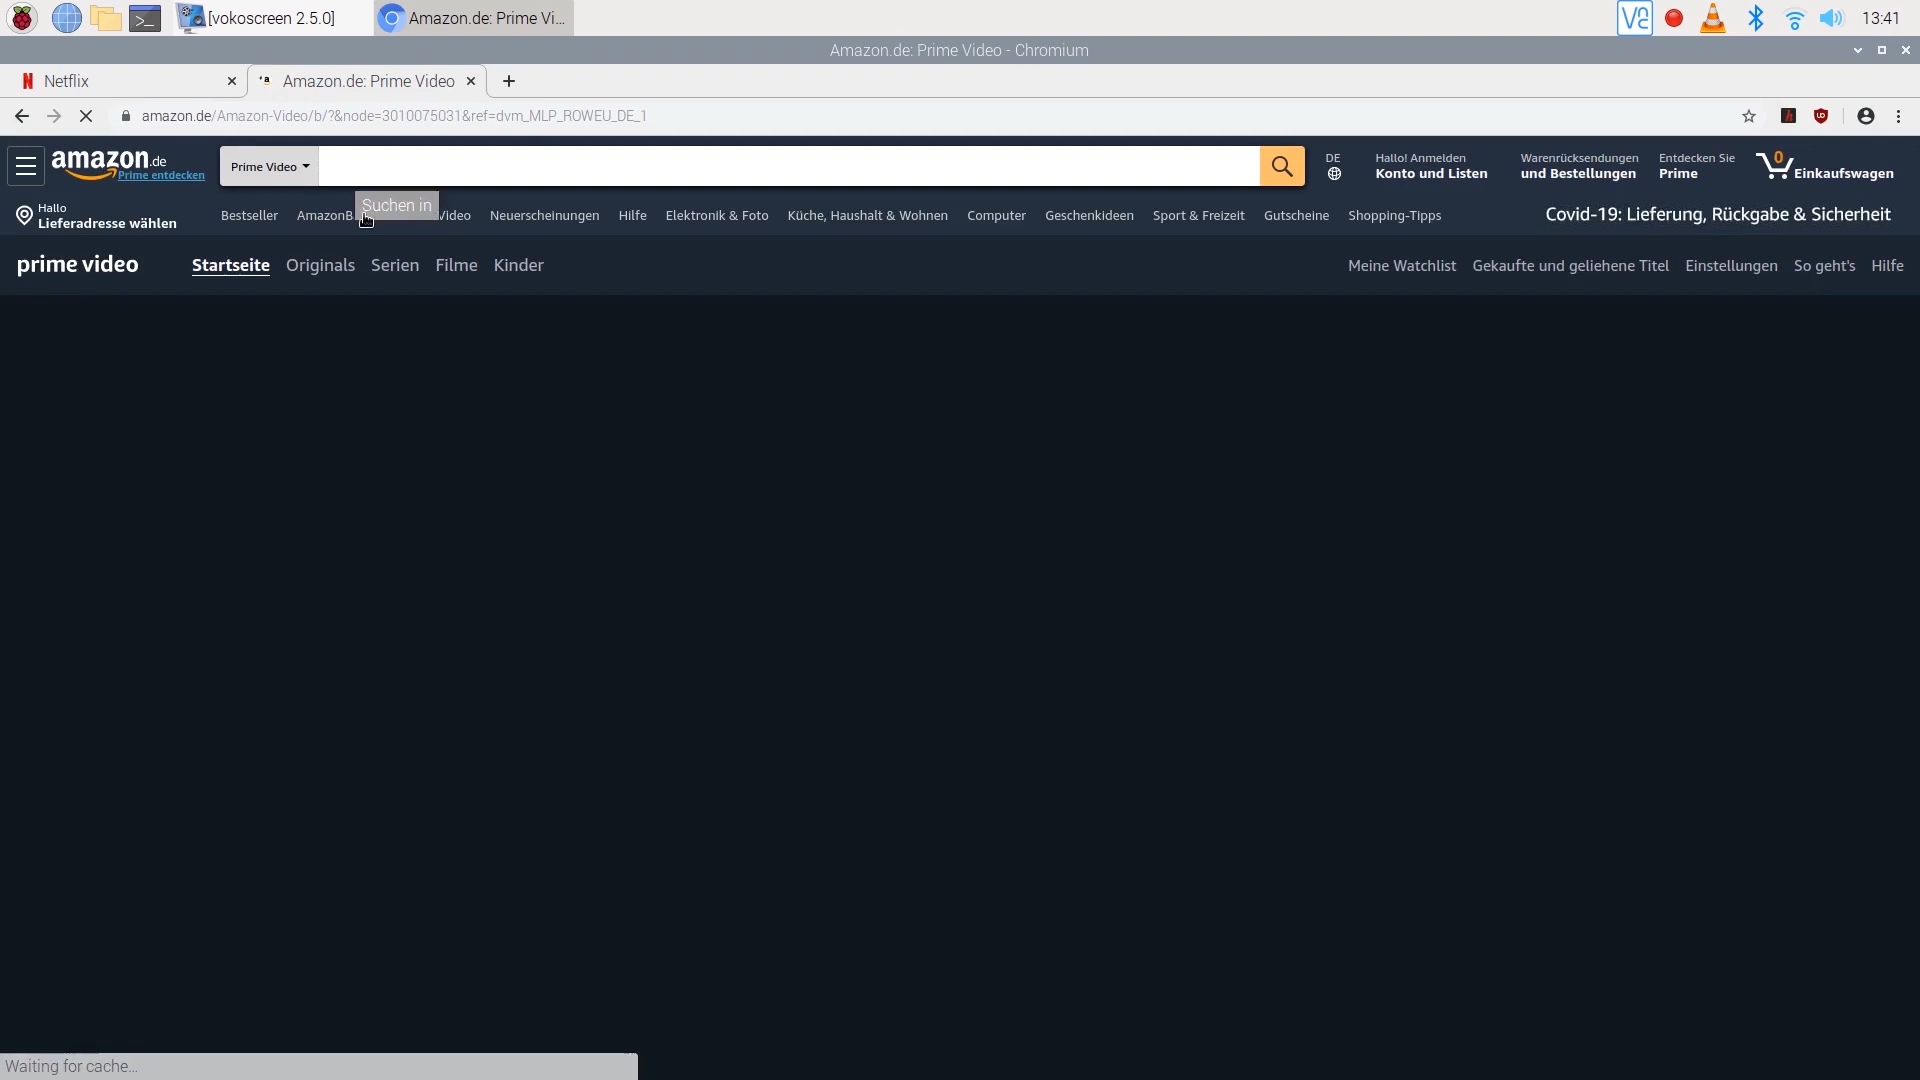 [vokoscreen 2.5.0]
Amazon.de: Prime Vi...
13:41
Amazon.de: Prime Video - Chromium
Netflix
Amazon.de: Prime Video
amazon.de/Amazon-Video/b/?&node=3010075031&ref=dvm_MLP_ROWEU_DE_1
amazon.de
Prime entdecken
Prime Video
DE
Hallo! Anmelden
Konto und Listen
Warenrücksendungen
und Bestellungen
Entdecken Sie
Prime
0
Einkaufswagen
Suchen in
Hallo
Lieferadresse wählen
Bestseller
AmazonB
Video
Neuerscheinungen
Hilfe
Elektronik & Foto
Küche, Haushalt & Wohnen
Computer
Geschenkideen
Sport & Freizeit
Gutscheine
Shopping-Tipps
Covid-19: Lieferung, Rückgabe & Sicherheit
prime video
Startseite
Originals
Serien
Filme
Kinder
Meine Watchlist
Gekaufte und geliehene Titel
Einstellungen
So geht's
Hilfe
Waiting for cache...